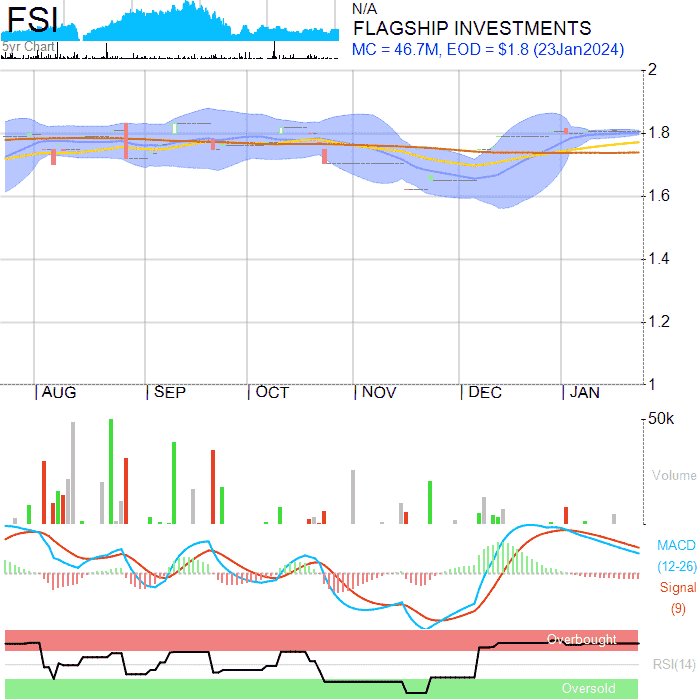 FSI
5yr Chart
N/A
FLAGSHIP INVESTMENTS
MC = 46.7M, EOD = $1.8 (23Jan2024)
2
1.8
1.6
1.4
1.2
1
AUG SEP OCT NOV DEC JAN
50k
Volume
MACD
(12-26)
Signal
(9)
Overbought
RSI(14)
Oversold